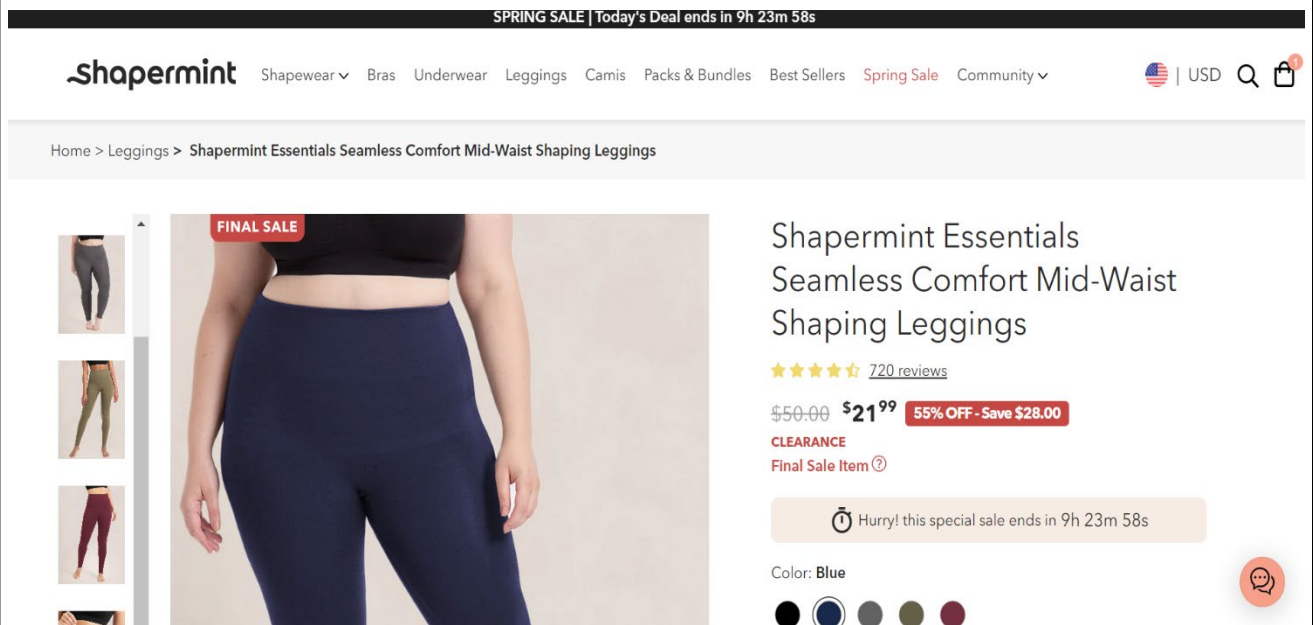 SPRING SALE | Today's Deal ends in 9h 23m 58s
shapermint Shapewear Bras Underwear Leggings Camis Packs & Bundles Best Sellers Spring Sale Community | USD 1
Home > Leggings > Shapermint Essentials Seamless Comfort Mid-Waist Shaping Leggings
FINAL SALE
Shapermint Essentials
Seamless Comfort Mid-Waist
Shaping Leggings
720 reviews
$50.00 $2199 55% OFF - Save $28.00
CLEARANCE
Final Sale Item ?
Hurry! this special sale ends in 9h 23m 58s
Color: Blue